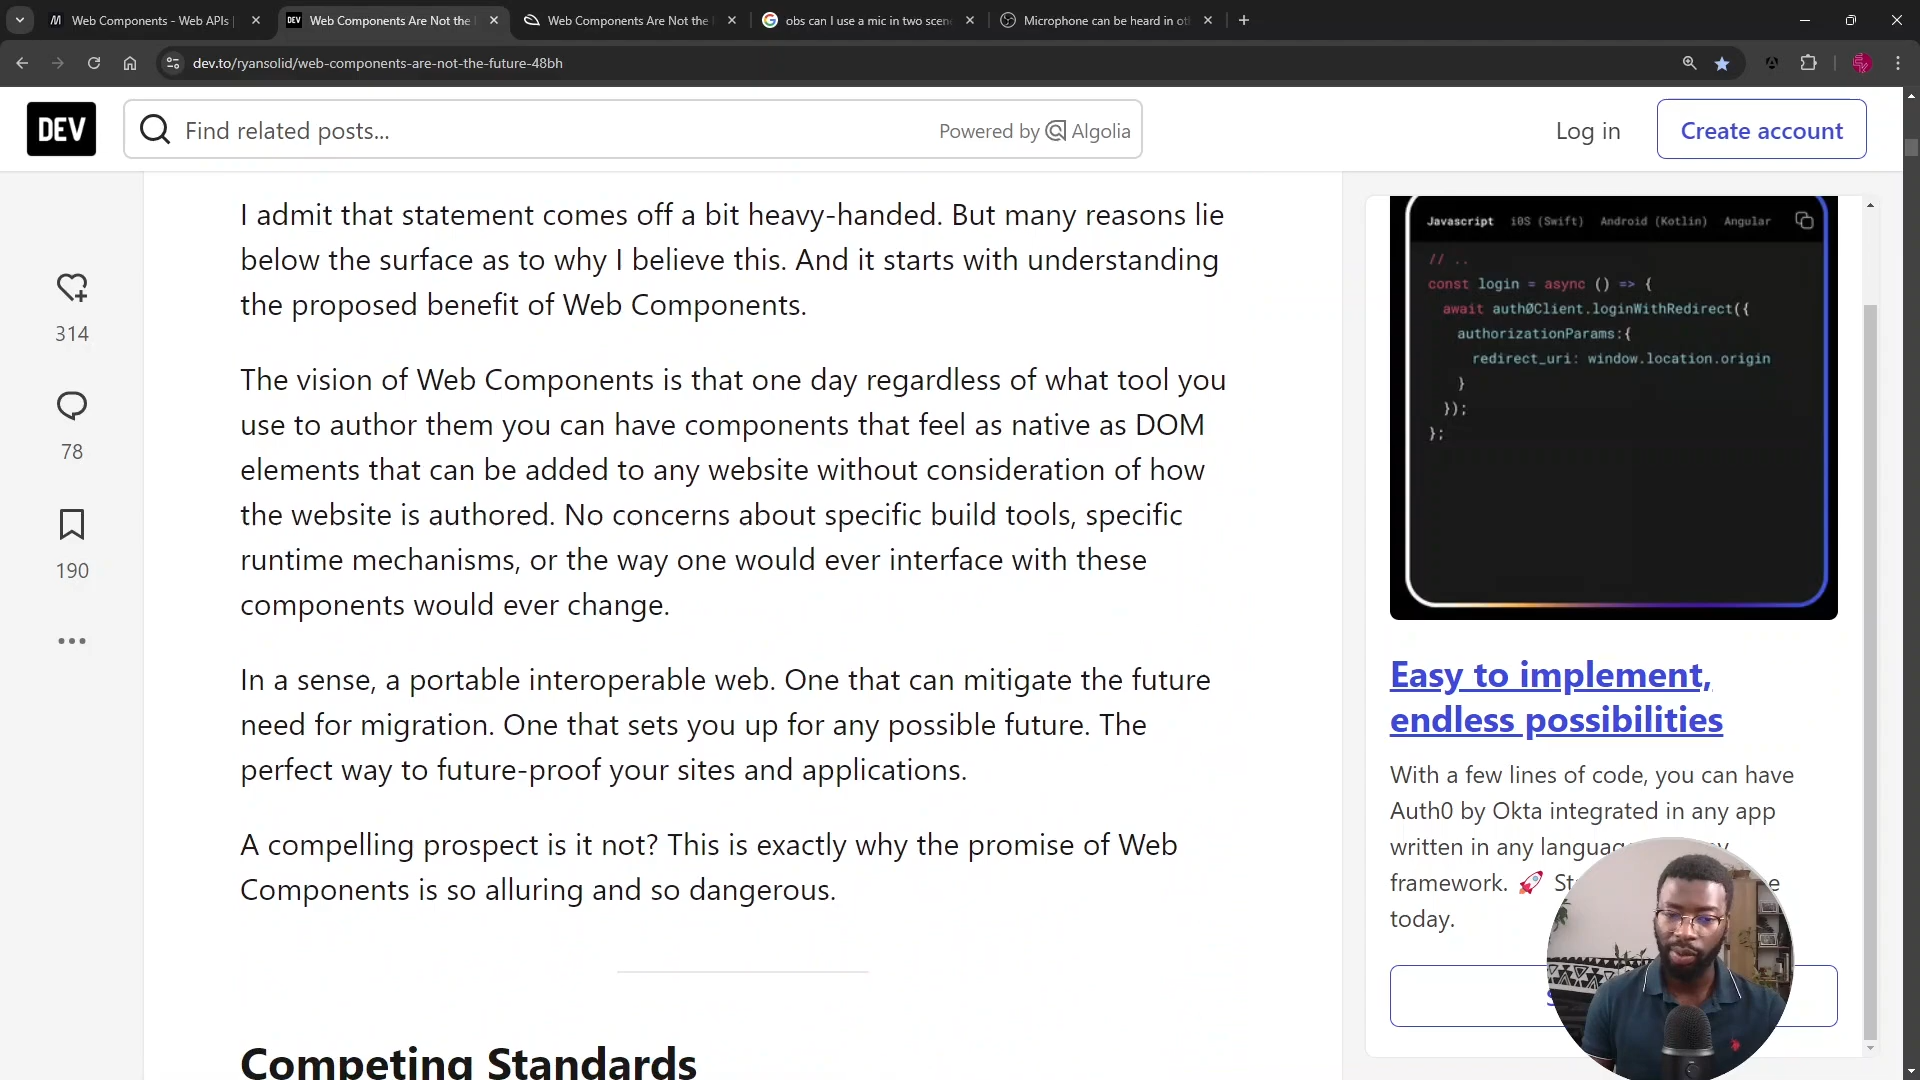 Web Components - Web APIs |
DEV
Web Components Are Not the
Web Components Are Not the
obs can I use a mic in two scen
Microphone can be heard in ot
dev.to/ryansolid/web-components-are-not-the-future-48bh
DEV
Find related posts...
Powered by Algolia
Log in
Create account
314
78
190
I admit that statement comes off a bit heavy-handed. But many reasons lie
below the surface as to why I believe this. And it starts with understanding
the proposed benefit of Web Components.
The vision of Web Components is that one day regardless of what tool you
use to author them you can have components that feel as native as DOM
elements that can be added to any website without consideration of how
the website is authored. No concerns about specific build tools, specific
runtime mechanisms, or the way one would ever interface with these
components would ever change.
In a sense, a portable interoperable web. One that can mitigate the future
need for migration. One that sets you up for any possible future. The
perfect way to future-proof your sites and applications.
A compelling prospect is it not? This is exactly why the promise of Web
Components is so alluring and so dangerous.
Competing Standards
Javascript iOS (Swift) Android (Kotlin) Angular
// ..
const login = async () => {
await auth0Client.loginWithRedirect({
authorizationParams:{
redirect_uri: window.location.origin
}
});
};
Easy to implement,
endless possibilities
With a few lines of code, you can have
Auth0 by Okta integrated in any app
written in any
framework. 🚀
today.